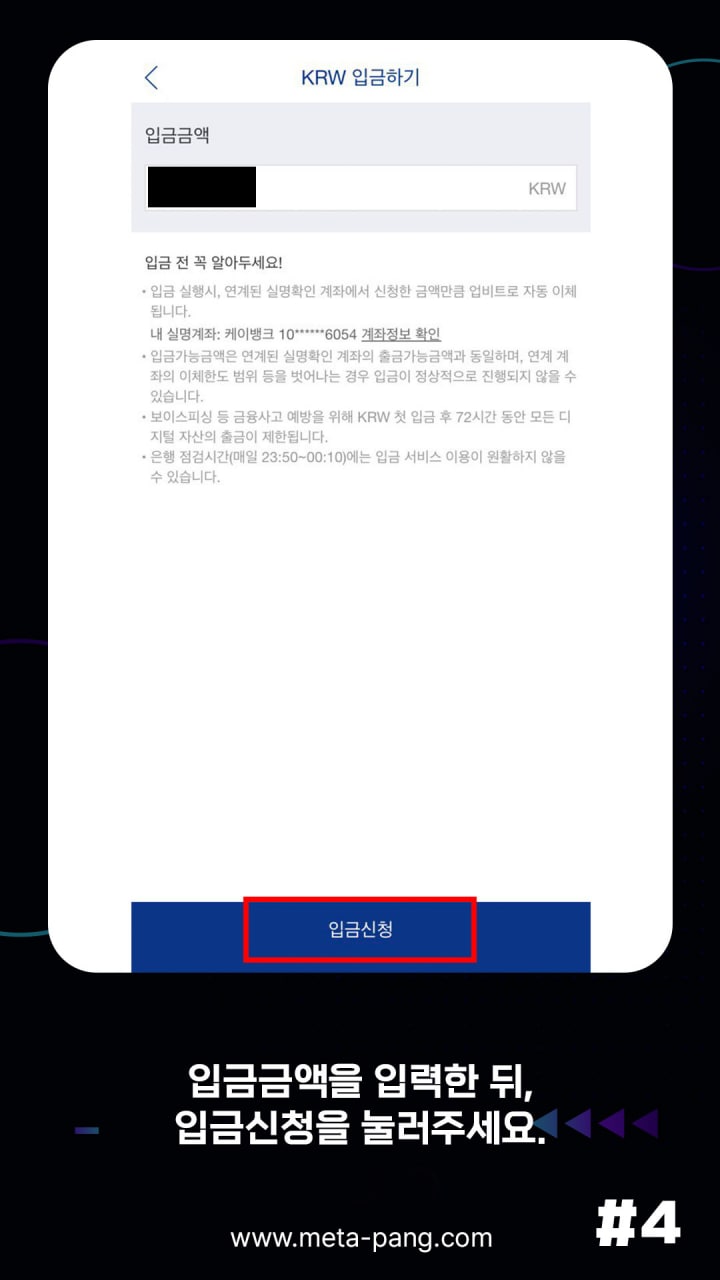 KRW 입금하기
입금금액
KRW
입금 전 꼭 알아두세요!
• 입금 실행시, 연계된 실명확인 계좌에서 신청한 금액만큼 업비트로 자동 이체
됩니다.
내 실명계좌: 케이뱅크 10******6054 계좌정보 확인
• 입금가능금액은 연계된 실명확인 계좌의 출금가능금액과 동일하며, 연계 계
좌의 이체한도 범위 등을 벗어나는 경우 입금이 정상적으로 진행되지 않을 수
있습니다.
• 보이스피싱 등 금융사고 예방을 위해 KRW 첫 입금 후 72시간 동안 모든 디
지털 자산의 출금이 제한됩니다.
• 은행 점검시간(매일 23:50~00:10)에는 입금 서비스 이용이 원활하지 않을
수 있습니다.
입금신청
입금금액을 입력한 뒤,
입금신청을 눌러주세요.
#4
www.meta-pang.com